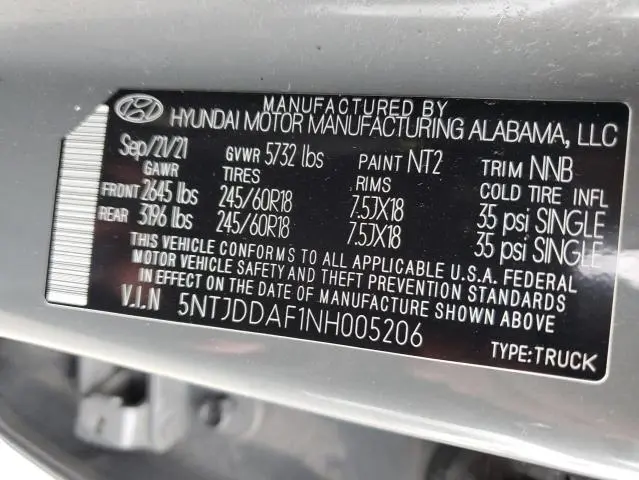 MANUFACTURED BY
HYUNDAI MOTOR MANUFACTURING ALABAMA, LLC
Sep/21/21 GVWR 5732 lbs PAINT NT2 TRIM NNB
GAWR TIRES RIMS COLD TIRE INFL
FRONT 2645 lbs 245/60R18 7.5JX18 35 psi SINGLE
REAR 3196 lbs 245/60R18 7.5JX18 35 psi SINGLE
THIS VEHICLE CONFORMS TO ALL APPLICABLE U.S.A. FEDERAL
MOTOR VEHICLE SAFETY AND THEFT PREVENTION STANDARDS
IN EFFECT ON THE DATE OF MANUFACTURE SHOWN ABOVE
V.I.N 5NTJDDAF1NH005206
TYPE:TRUCK